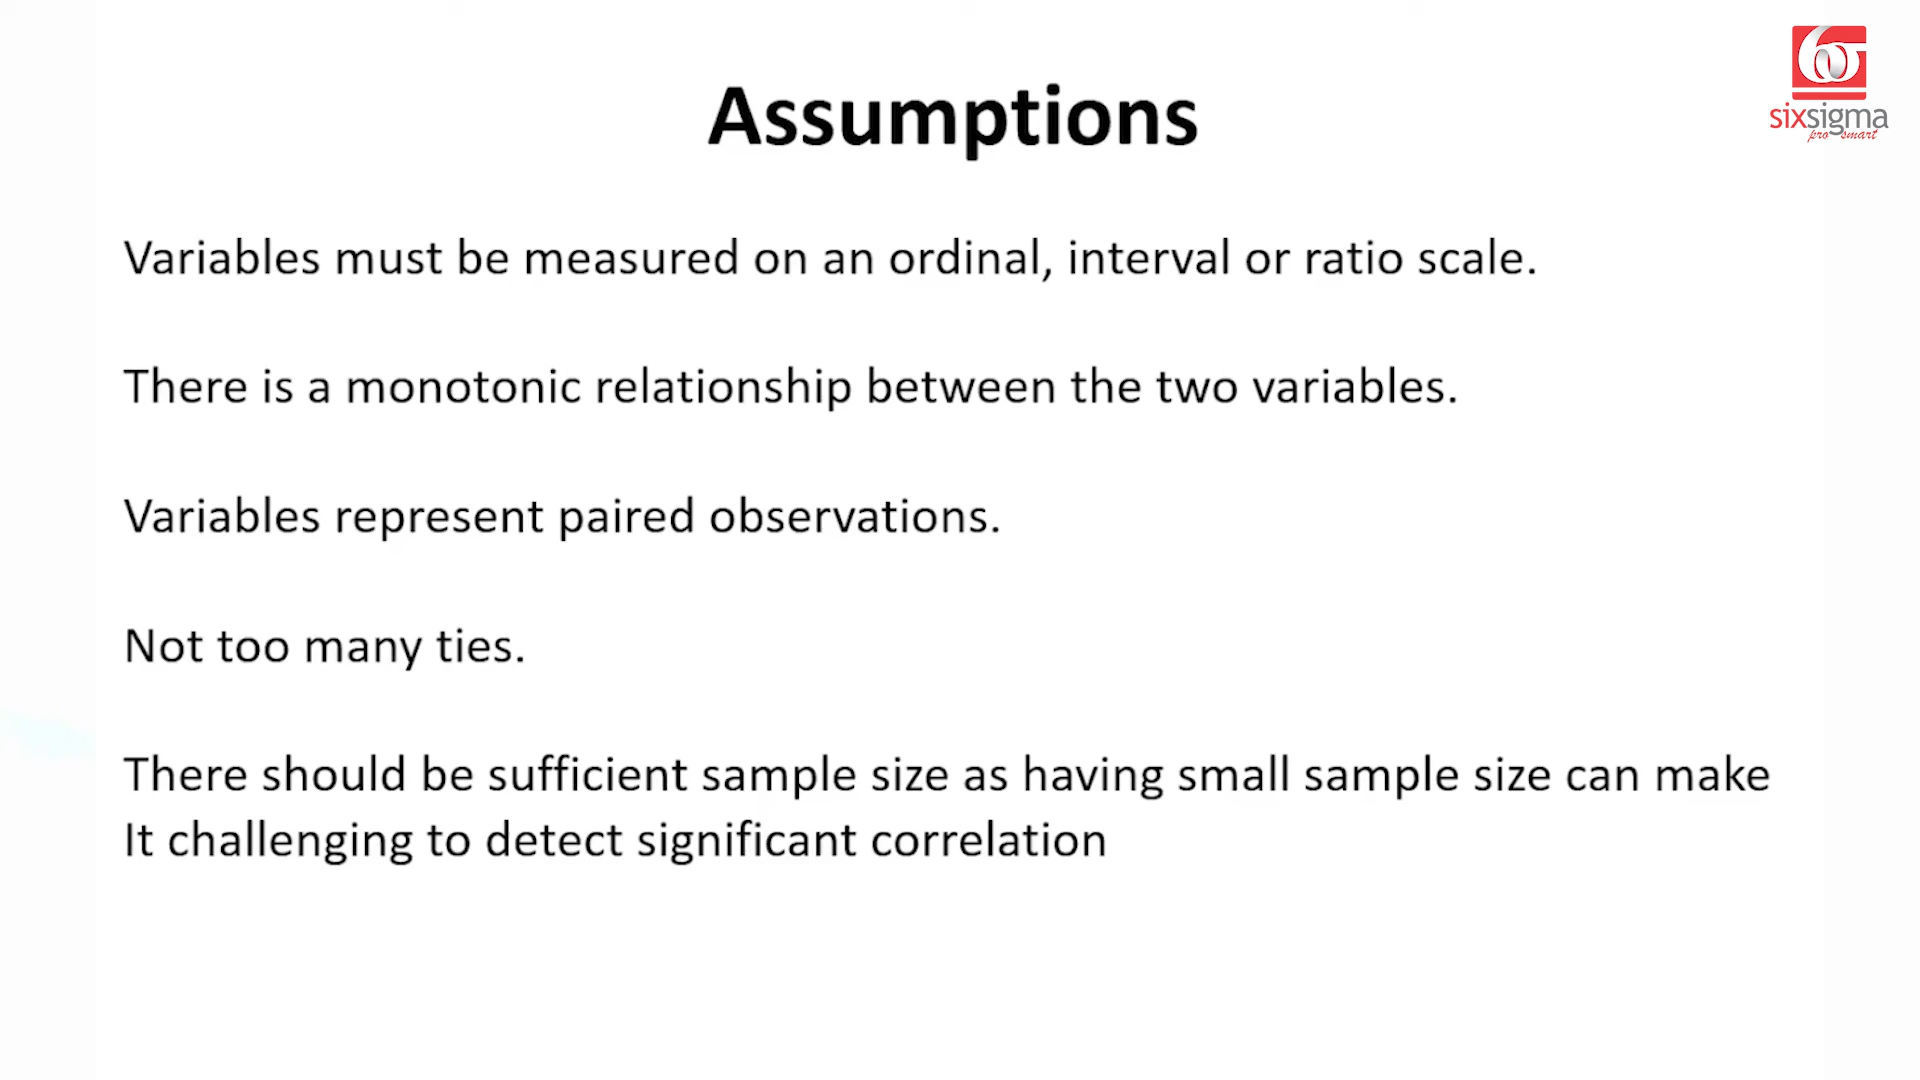 Assumptions
sixsigma
pro smart
Variables must be measured on an ordinal, interval or ratio scale.
There is a monotonic relationship between the two variables.
Variables represent paired observations.
Not too many ties.
There should be sufficient sample size as having small sample size can make
It challenging to detect significant correlation